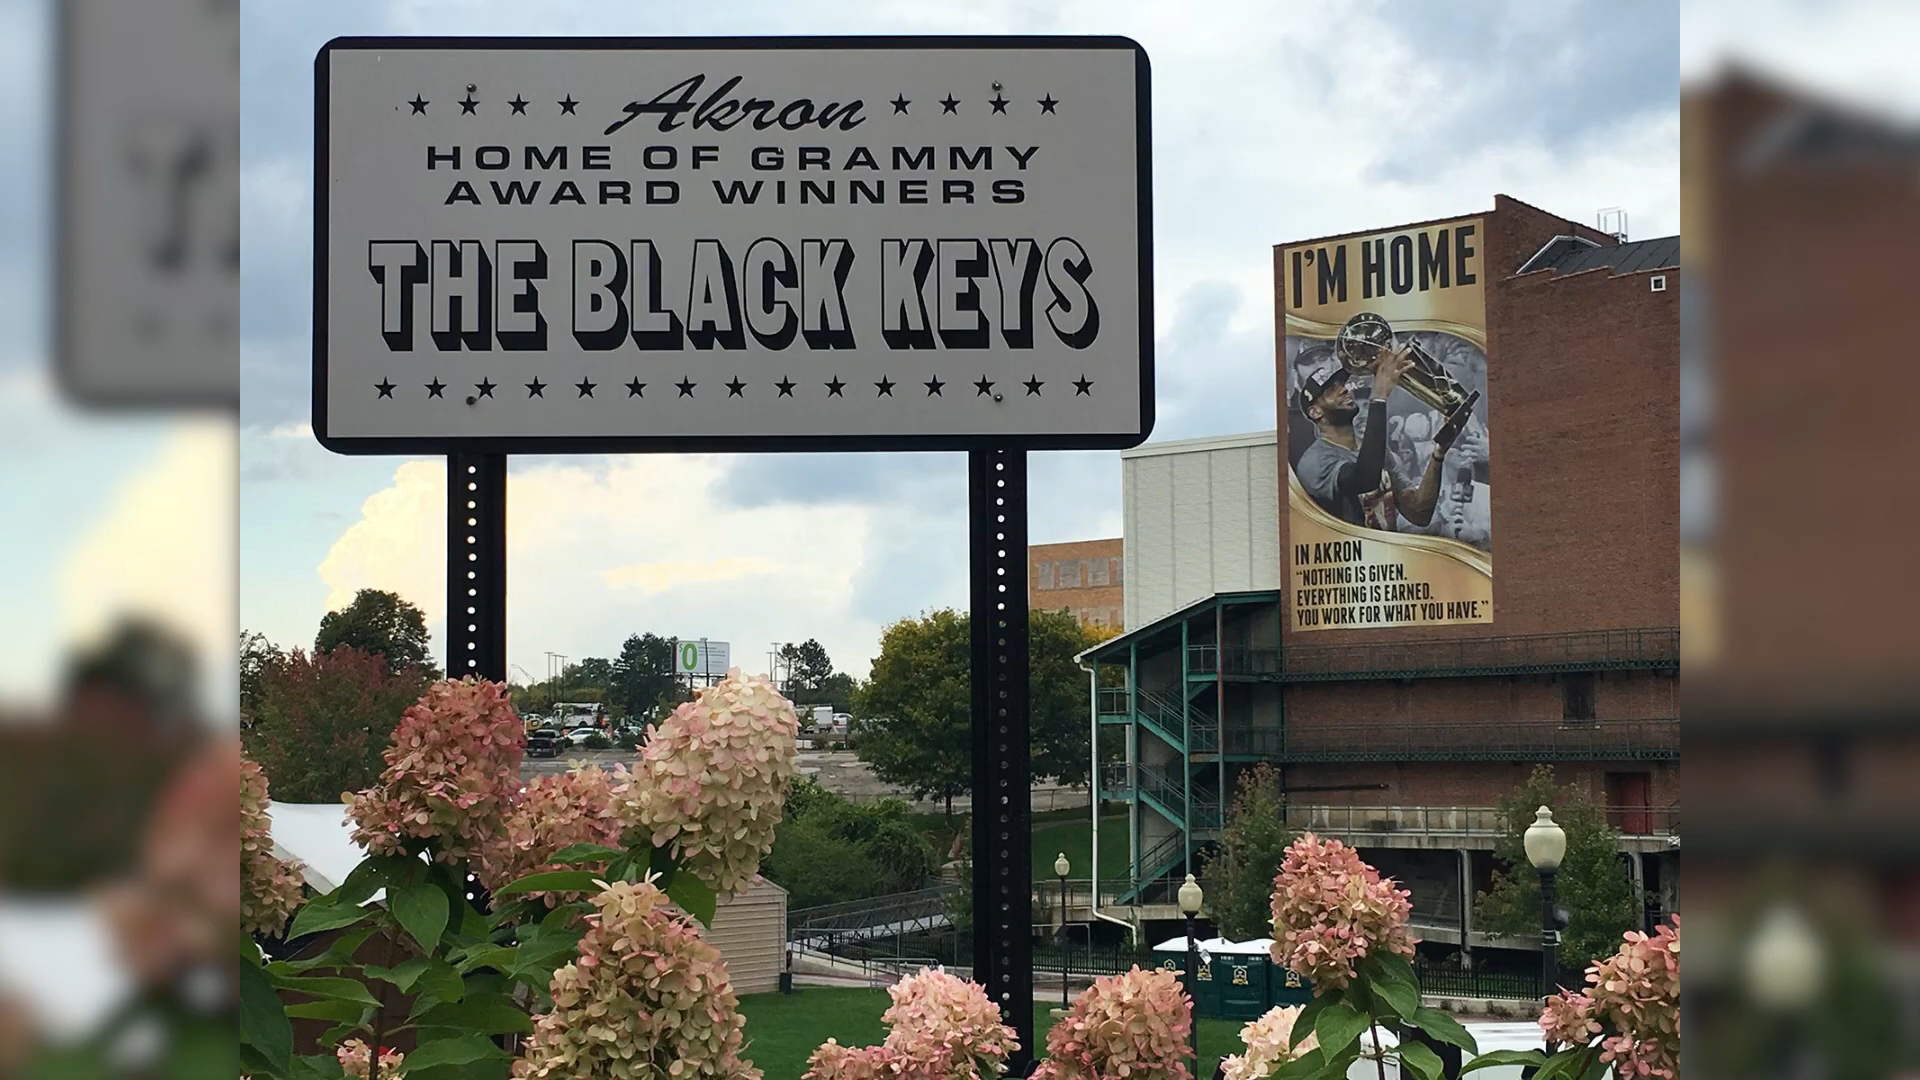 Akron
HOME OF GRAMMY
AWARD WINNERS
THE BLACK KEYS
I'M HOME
IN AKRON
"NOTHING IS GIVEN.
EVERYTHING IS EARNED.
YOU WORK FOR WHAT YOU HAVE."
$0